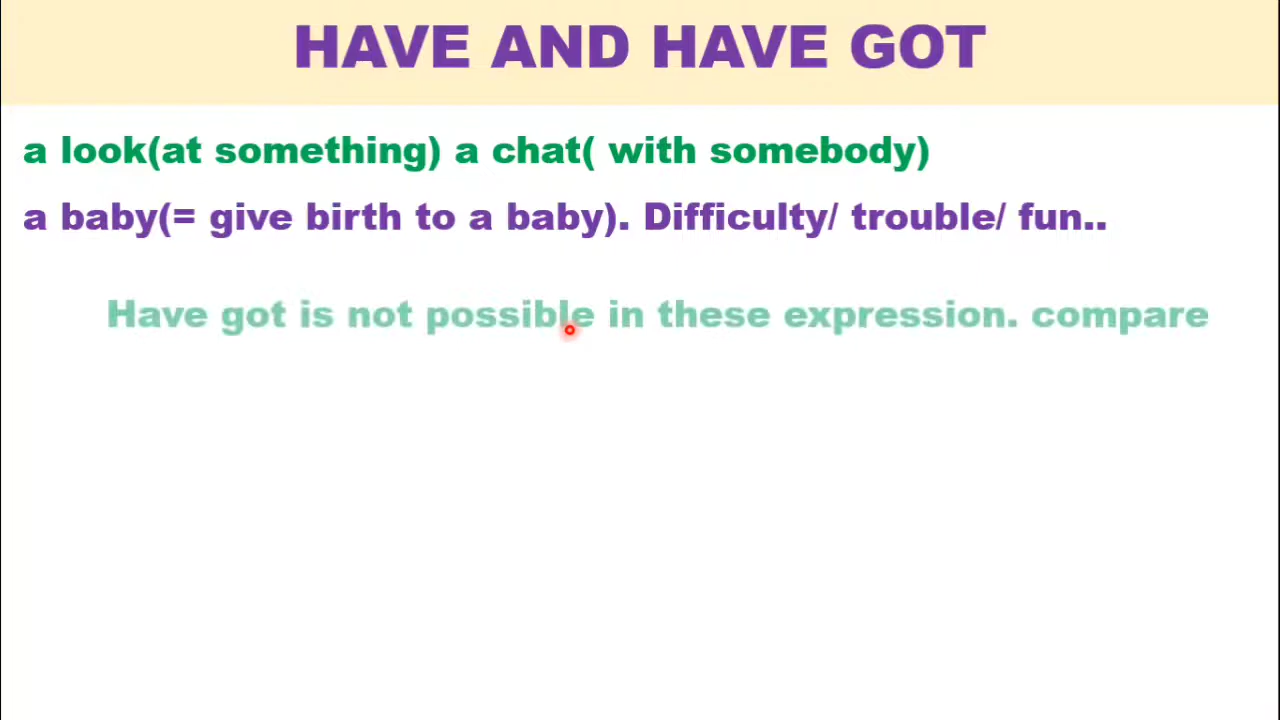 HAVE AND HAVE GOT
a look(at something) a chat( with somebody)
a baby(= give birth to a baby). Difficulty/ trouble/ fun..
Have got is not possible in these expression. compare